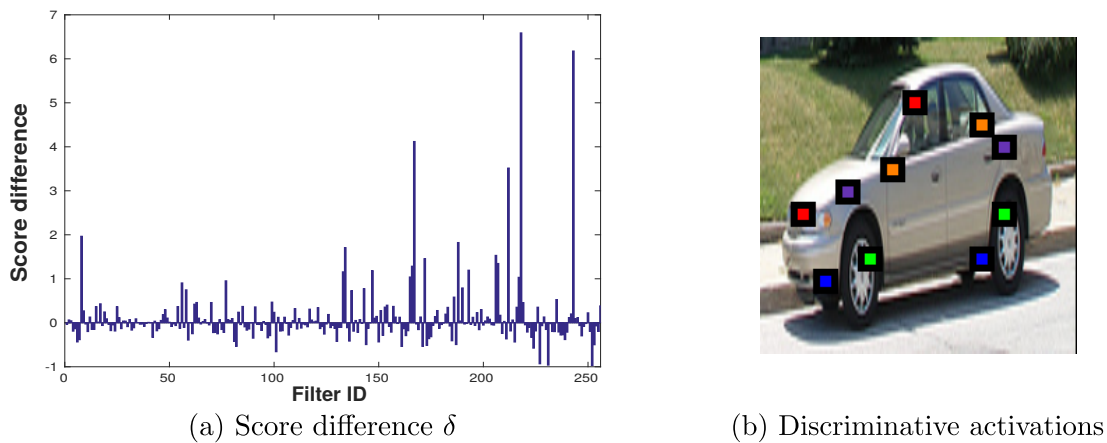 7
6
5
4
3
2
1
0
-1
Score difference
0 50 100 150 200 250
Filter ID
(a) Score difference δ
(b) Discriminative activations